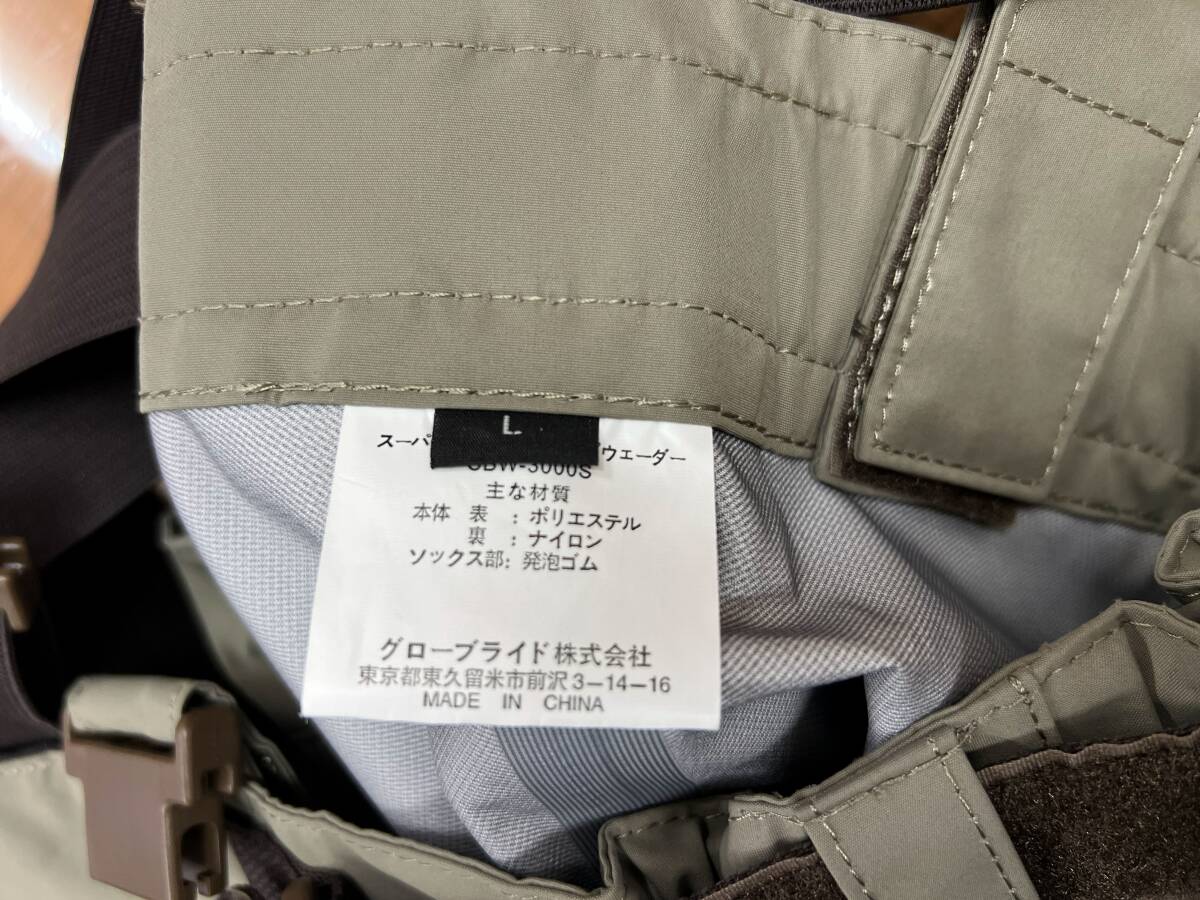 L
スーパ ウェーダー
BW-3000S
主な材質
本体 表 : ポリエステル
裏 : ナイロン
ソックス部: 発泡ゴム
グローブライド株式会社
東京都東久留米市前沢3-14-16
MADE IN CHINA